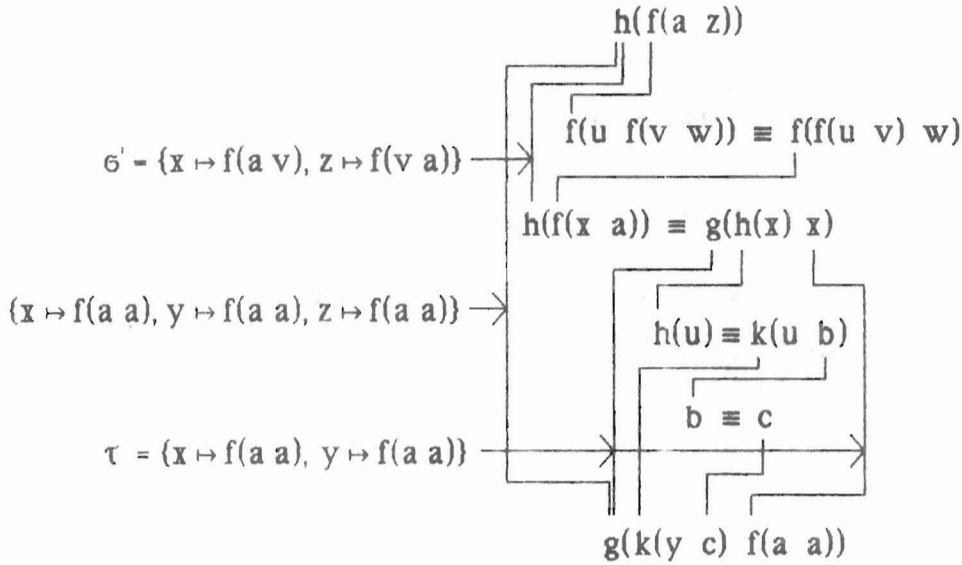 h(f(a z))
f(u f(v w)) ≡ f(f(u v) w)
σ' = {x ↦ f(a v), z ↦ f(v a)}
h(f(x a)) ≡ g(h(x) x)
{x ↦ f(a a), y ↦ f(a a), z ↦ f(a a)}
h(u) ≡ k(u b)
b ≡ c
τ = {x ↦ f(a a), y ↦ f(a a)}
g(k(y c) f(a a))